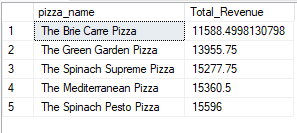 pizza_name Total_Revenue
1 The Brie Carre Pizza 11588.4998130798
2 The Green Garden Pizza 13955.75
3 The Spinach Supreme Pizza 15277.75
4 The Mediterranean Pizza 15360.5
5 The Spinach Pesto Pizza 15596